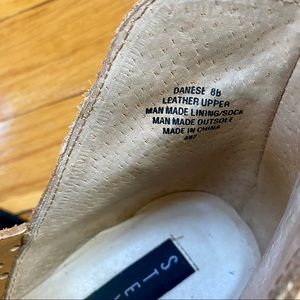 DANESE 8B
LEATHER UPPER
MAN MADE LINING/SOCK
MAN MADE OUTSOLE
MADE IN CHINA
STE